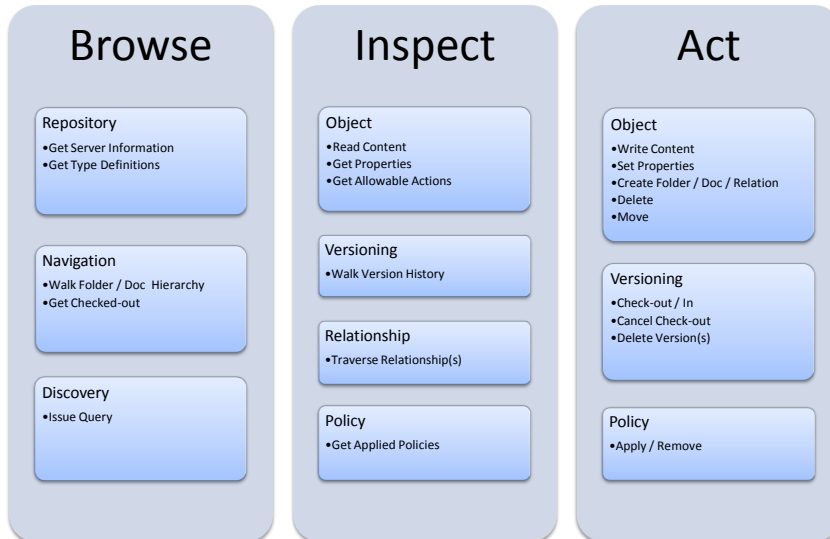 Browse
Repository
•Get Server Information
•Get Type Definitions
Navigation
•Walk Folder / Doc Hierarchy
•Get Checked-out
Discovery
•Issue Query
Inspect
Object
•Read Content
•Get Properties
•Get Allowable Actions
Versioning
•Walk Version History
Relationship
•Traverse Relationship(s)
Policy
•Get Applied Policies
Act
Object
•Write Content
•Set Properties
•Create Folder / Doc / Relation
•Delete
•Move
Versioning
•Check-out / In
•Cancel Check-out
•Delete Version(s)
Policy
•Apply / Remove